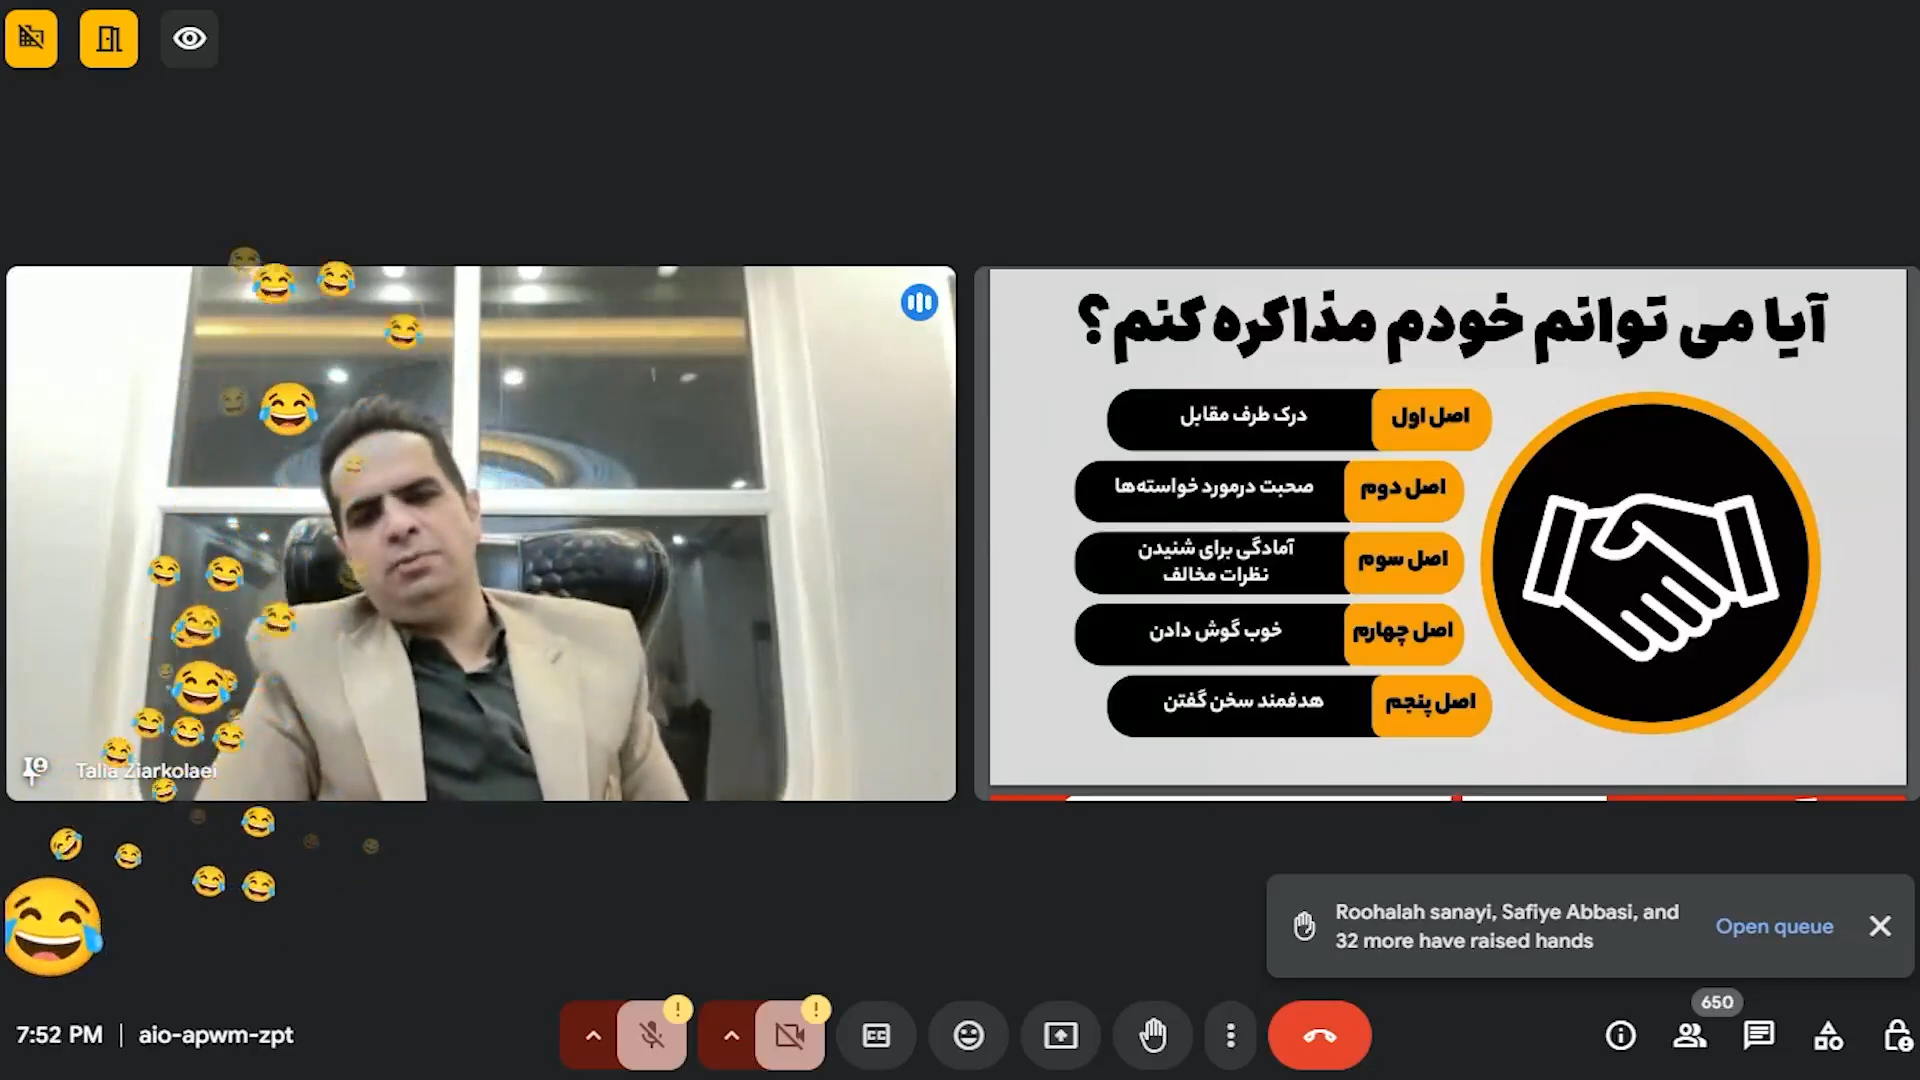 آیا می توانم خودم مذاکره کنم؟
اصل اول
درک طرف مقابل
اصل دوم
صحبت درمورد خواسته‌ها
اصل سوم
آمادگی برای شنیدن
نظرات مخالف
اصل چهارم
خوب گوش دادن
اصل پنجم
هدفمند سخن گفتن
Talia Ziarkolaei
Roohalah sanayi, Safiye Abbasi, and
32 more have raised hands
Open queue
650
7:52 PM | aio-apwm-zpt